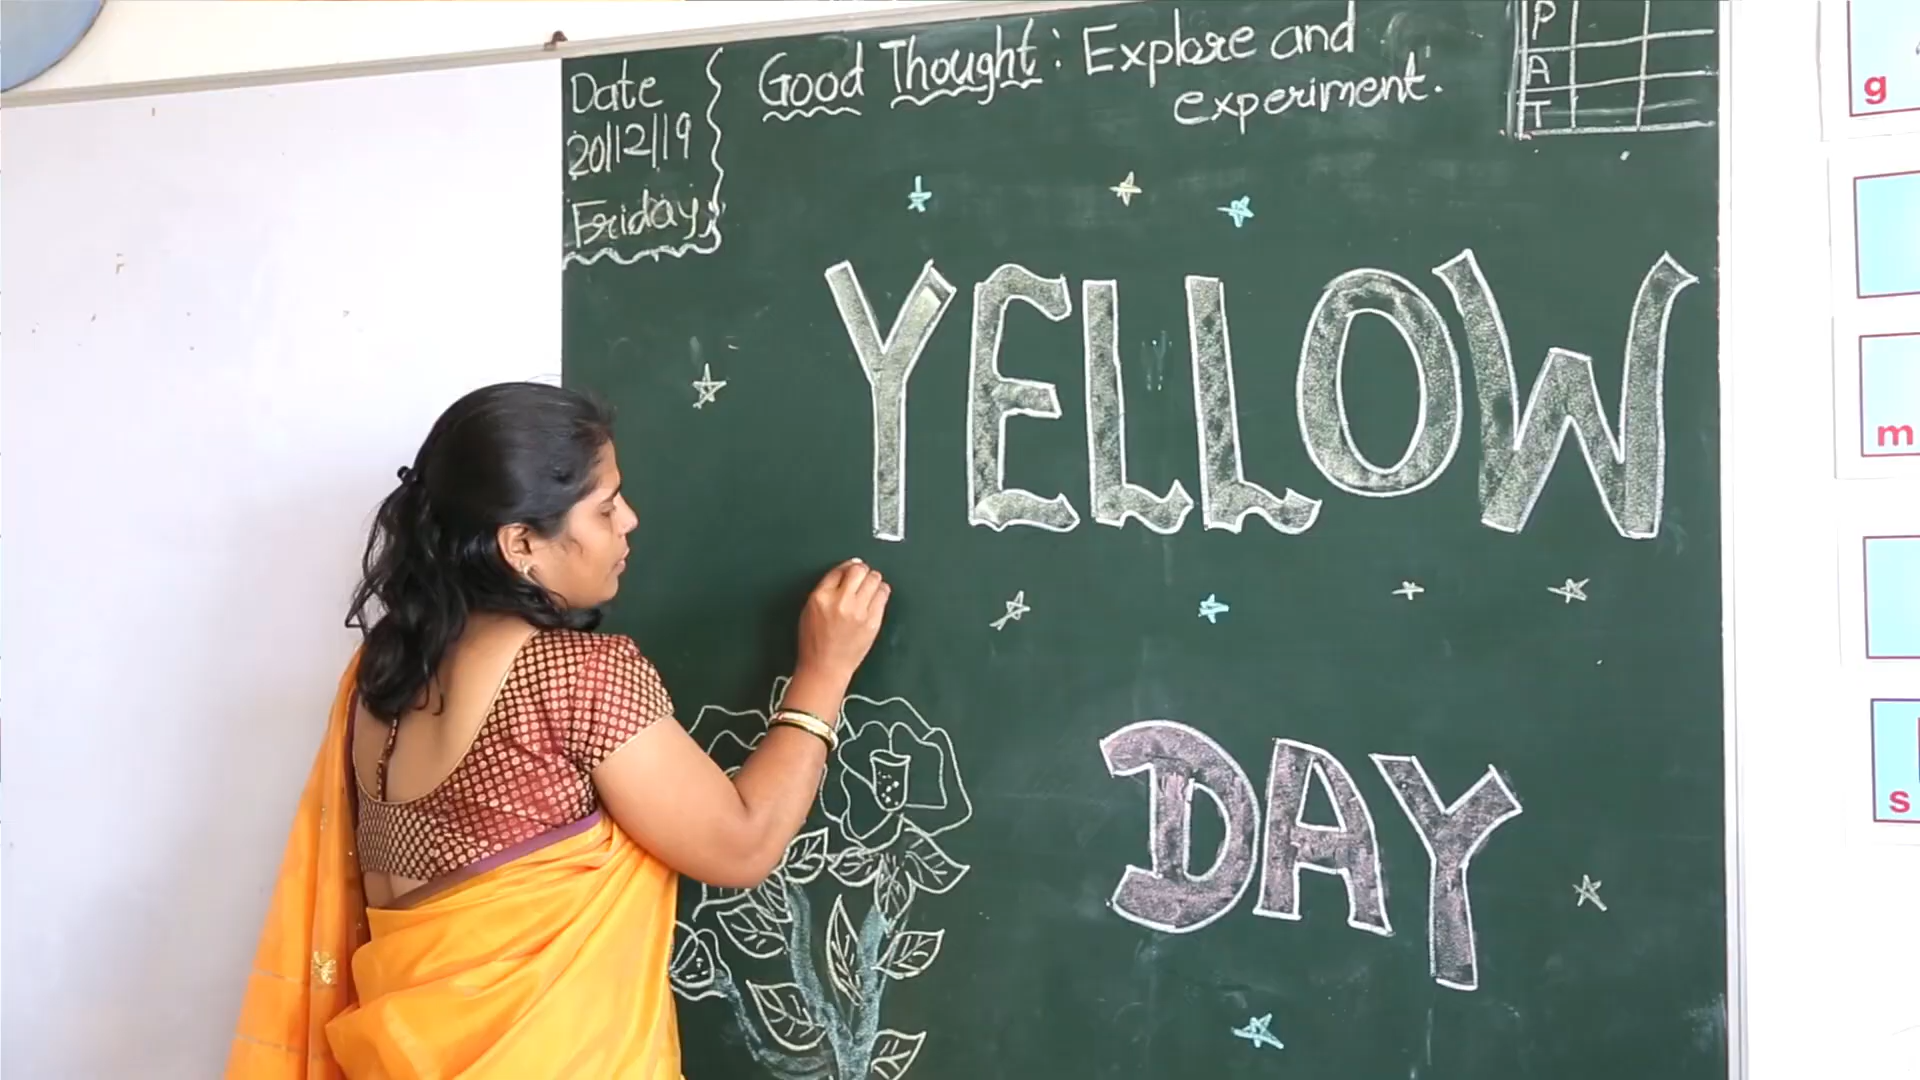 Date
20/12/19
Friday
Good Thought: Explore and
experiment.
P
A
T
YELLOW
DAY
g
m
s